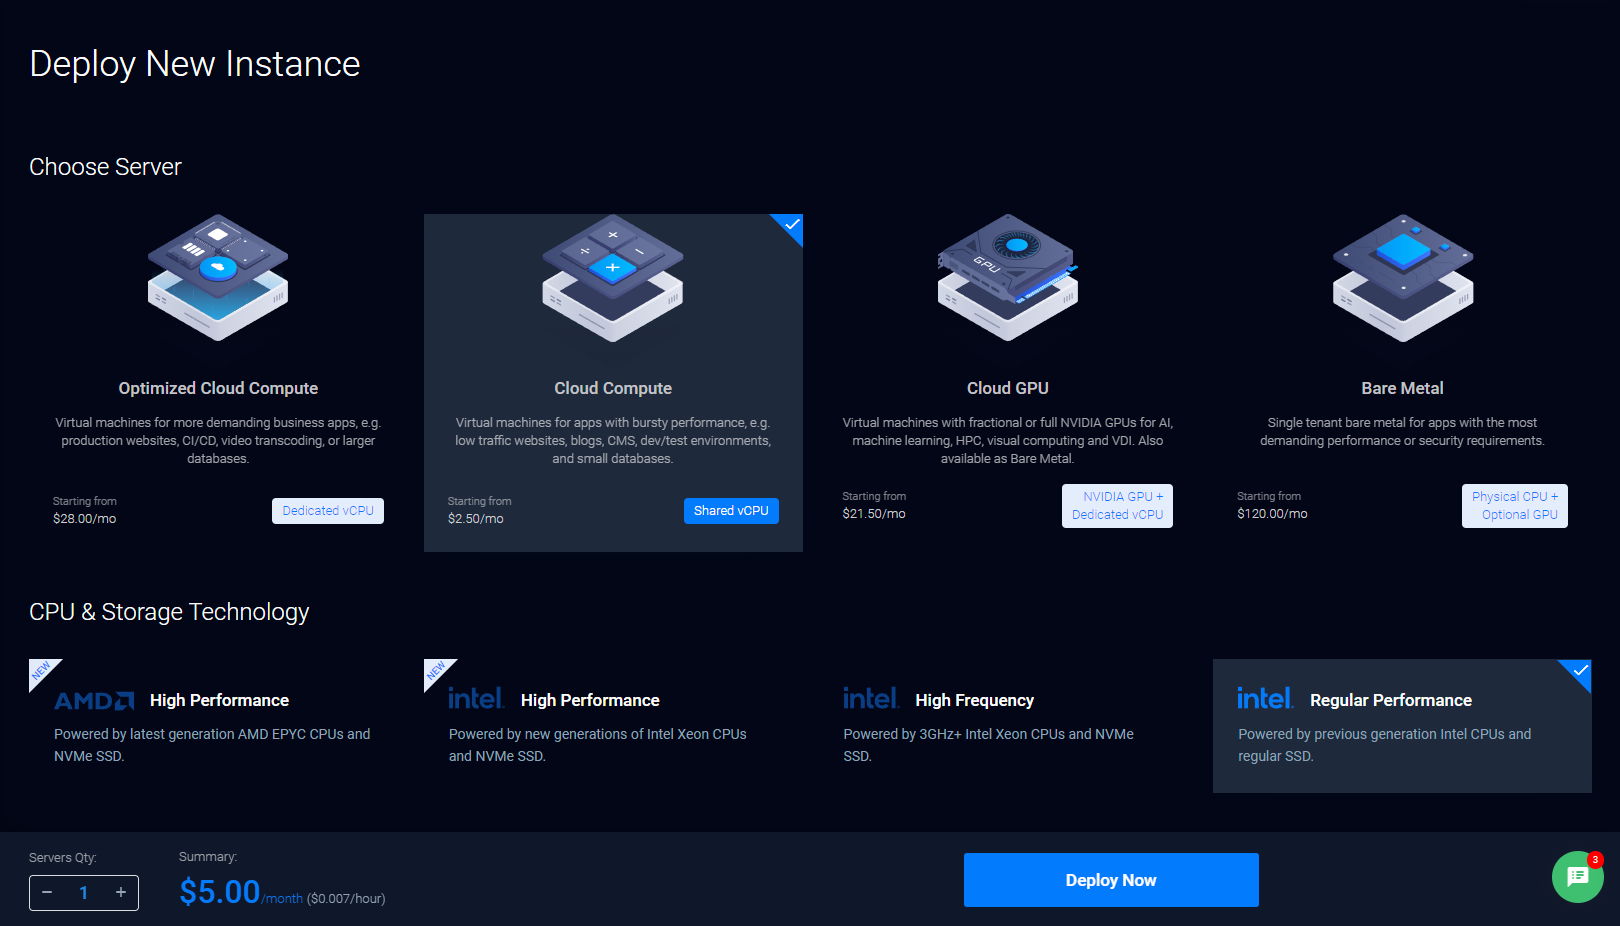 Deploy New Instance
Choose Server
GPU
Optimized Cloud Compute
Virtual machines for more demanding business apps, e.g.
production websites, CI/CD, video transcoding, or larger
databases.
Starting from
$28.00/mo
Dedicated vCPU
Cloud Compute
Virtual machines for apps with bursty performance, e.g.
low traffic websites, blogs, CMS, dev/test environments,
and small databases.
Starting from
$2.50/mo
Shared vCPU
Cloud GPU
Virtual machines with fractional or full NVIDIA GPUs for AI,
machine learning, HPC, visual computing and VDI. Also
available as Bare Metal.
Starting from
$21.50/mo
NVIDIA GPU +
Dedicated vCPU
Bare Metal
Single tenant bare metal for apps with the most
demanding performance or security requirements.
Starting from
$120.00/mo
Physical CPU +
Optional GPU
CPU & Storage Technology
NEW
AMD High Performance
Powered by latest generation AMD EPYC CPUs and
NVMe SSD.
NEW
intel. High Performance
Powered by new generations of Intel Xeon CPUs
and NVMe SSD.
intel. High Frequency
Powered by 3GHz+ Intel Xeon CPUs and NVMe
SSD.
intel. Regular Performance
Powered by previous generation Intel CPUs and
regular SSD.
Servers Qty:
− 1 +
Summary:
$5.00/month ($0.007/hour)
Deploy Now
3